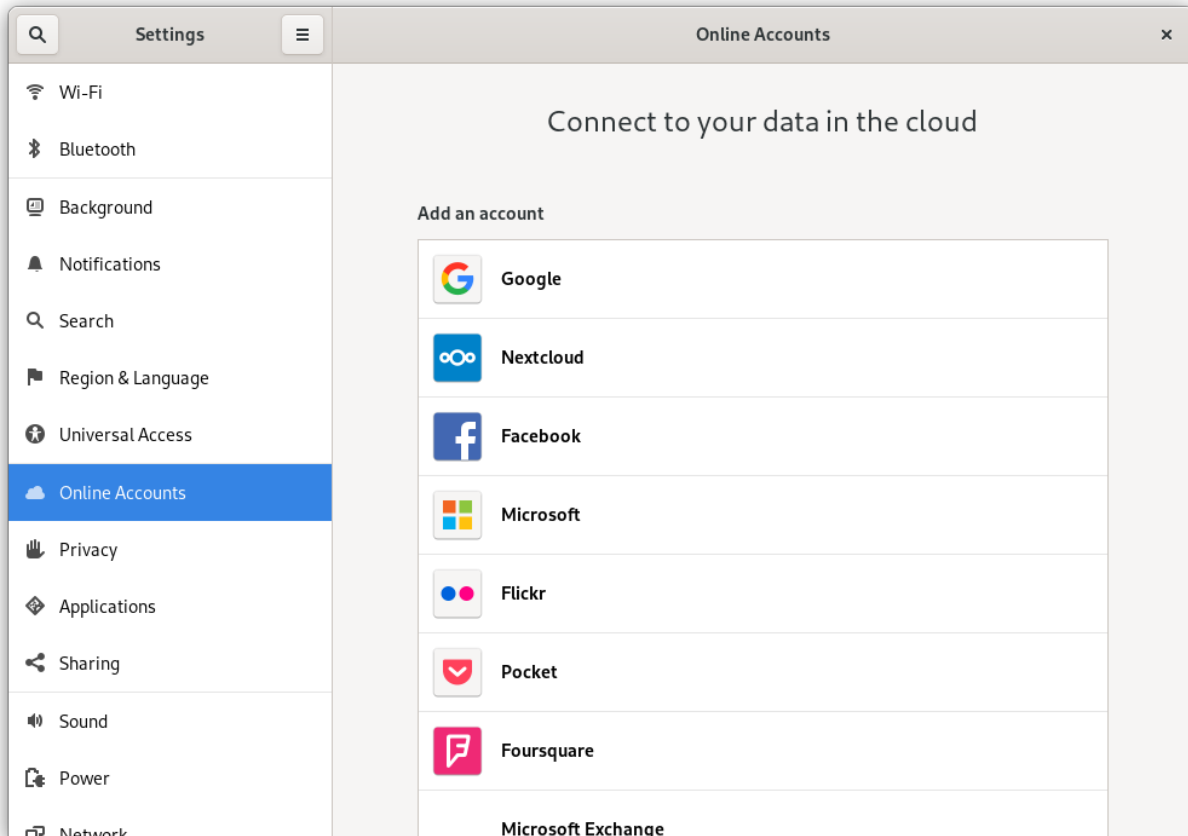 Settings
Online Accounts
Wi-Fi
Bluetooth
Background
Notifications
Search
Region & Language
Universal Access
Online Accounts
Privacy
Applications
Sharing
Sound
Power
Network
Connect to your data in the cloud
Add an account
Google
Nextcloud
Facebook
Microsoft
Flickr
Pocket
Foursquare
Microsoft Exchange